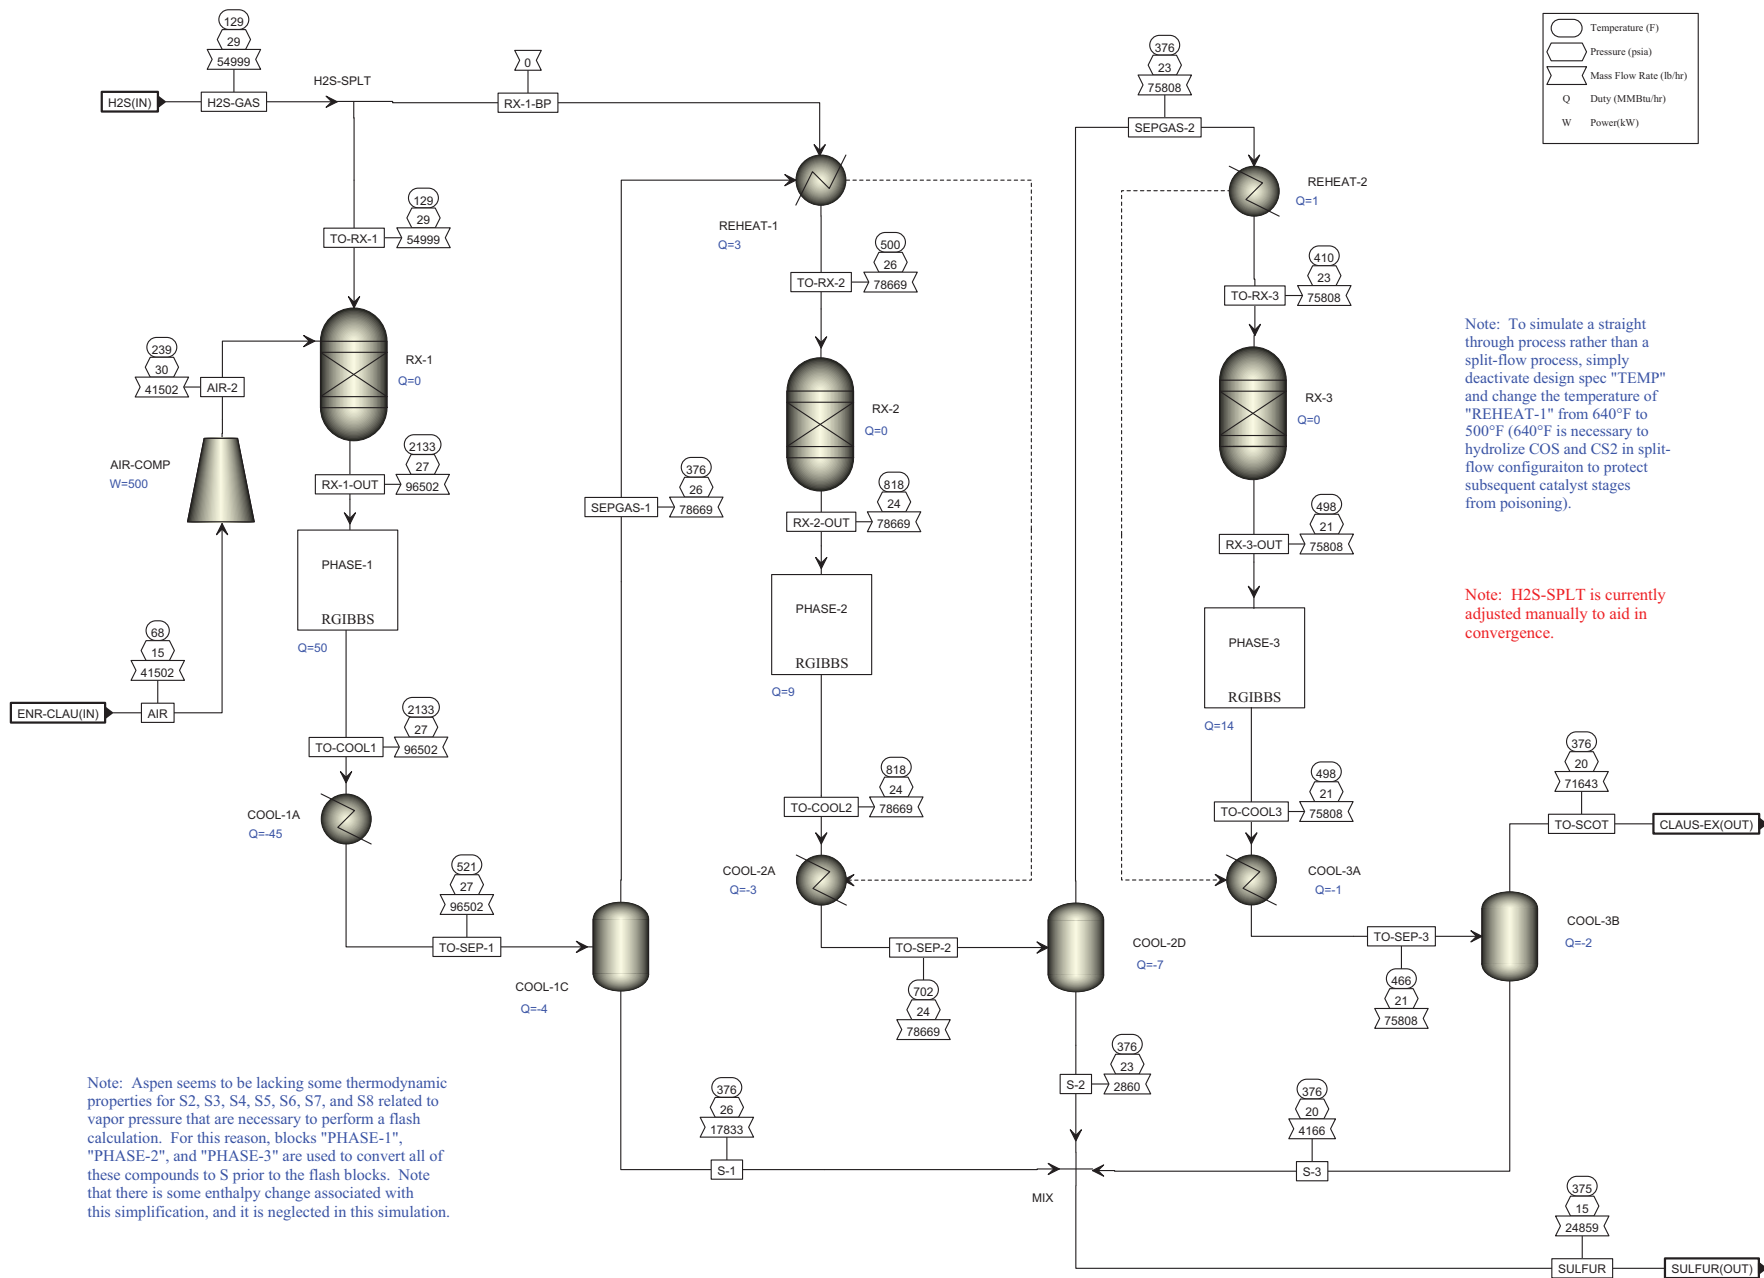 129
29
54999
H2S(IN)
H2S-GAS
H2S-SPLT
0
RX-1-BP
376
23
75808
SEPGAS-2
Temperature (F)
Pressure (psia)
Mass Flow Rate (lb/hr)
Q Duty (MMBtu/hr)
W Power(kW)
129
29
54999
TO-RX-1
REHEAT-1
Q=3
REHEAT-2
Q=1
500
26
78669
TO-RX-2
410
23
75808
TO-RX-3
239
30
41502
AIR-2
RX-1
Q=0
RX-2
Q=0
RX-3
Q=0
Note: To simulate a straight
through process rather than a
split-flow process, simply
deactivate design spec "TEMP"
and change the temperature of
"REHEAT-1" from 640°F to
500°F (640°F is necessary to
hydrolize COS and CS2 in split-
flow configuraiton to protect
subsequent catalyst stages
from poisoning).
AIR-COMP
W=500
2133
27
96502
RX-1-OUT
376
26
78669
SEPGAS-1
818
24
78669
RX-2-OUT
498
21
75808
RX-3-OUT
PHASE-1
RGIBBS
Q=50
PHASE-2
RGIBBS
Q=9
PHASE-3
RGIBBS
Q=14
Note: H2S-SPLT is currently
adjusted manually to aid in
convergence.
68
15
41502
ENR-CLAU(IN)
AIR
2133
27
96502
TO-COOL1
818
24
78669
TO-COOL2
498
21
75808
TO-COOL3
376
20
71643
TO-SCOT
CLAUS-EX(OUT)
COOL-1A
Q=-45
COOL-2A
Q=-3
COOL-3A
Q=-1
521
27
96502
TO-SEP-1
TO-SEP-2
702
24
78669
TO-SEP-3
466
21
75808
COOL-1C
Q=-4
COOL-2D
Q=-7
COOL-3B
Q=-2
376
26
17833
S-1
376
23
2860
S-2
376
20
4166
S-3
MIX
Note: Aspen seems to be lacking some thermodynamic
properties for S2, S3, S4, S5, S6, S7, and S8 related to
vapor pressure that are necessary to perform a flash
calculation. For this reason, blocks "PHASE-1",
"PHASE-2", and "PHASE-3" are used to convert all of
these compounds to S prior to the flash blocks. Note
that there is some enthalpy change associated with
this simplification, and it is neglected in this simulation.
375
15
24859
SULFUR
SULFUR(OUT)